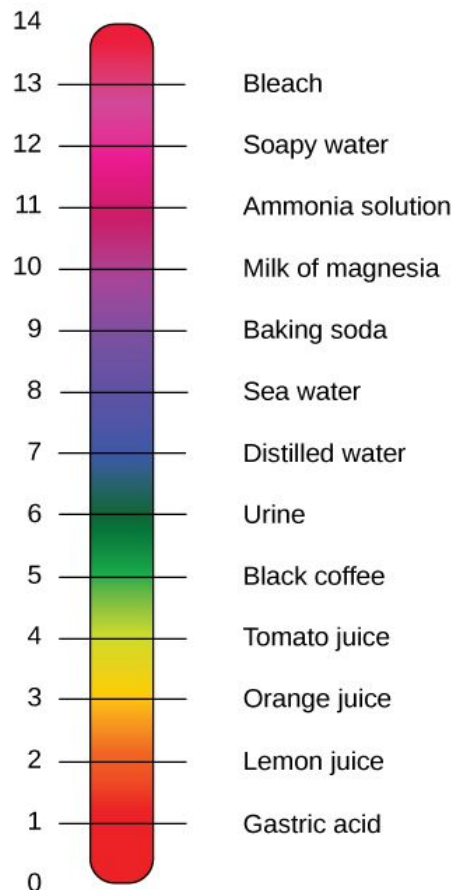 14
13 Bleach
12 Soapy water
11 Ammonia solution
10 Milk of magnesia
9 Baking soda
8 Sea water
7 Distilled water
6 Urine
5 Black coffee
4 Tomato juice
3 Orange juice
2 Lemon juice
1 Gastric acid
0